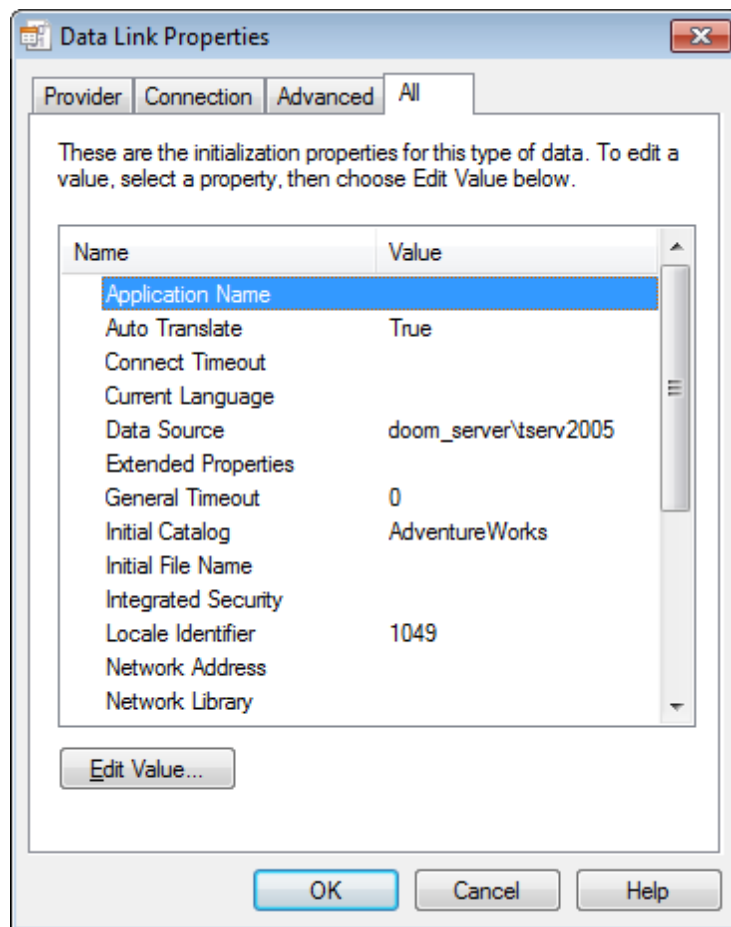 Data Link Properties
Provider Connection Advanced All
These are the initialization properties for this type of data. To edit a
value, select a property, then choose Edit Value below.
Name Value
Application Name
Auto Translate True
Connect Timeout
Current Language
Data Source doom_server\tserv2005
Extended Properties
General Timeout 0
Initial Catalog AdventureWorks
Initial File Name
Integrated Security
Locale Identifier 1049
Network Address
Network Library
Edit Value...
OK Cancel Help